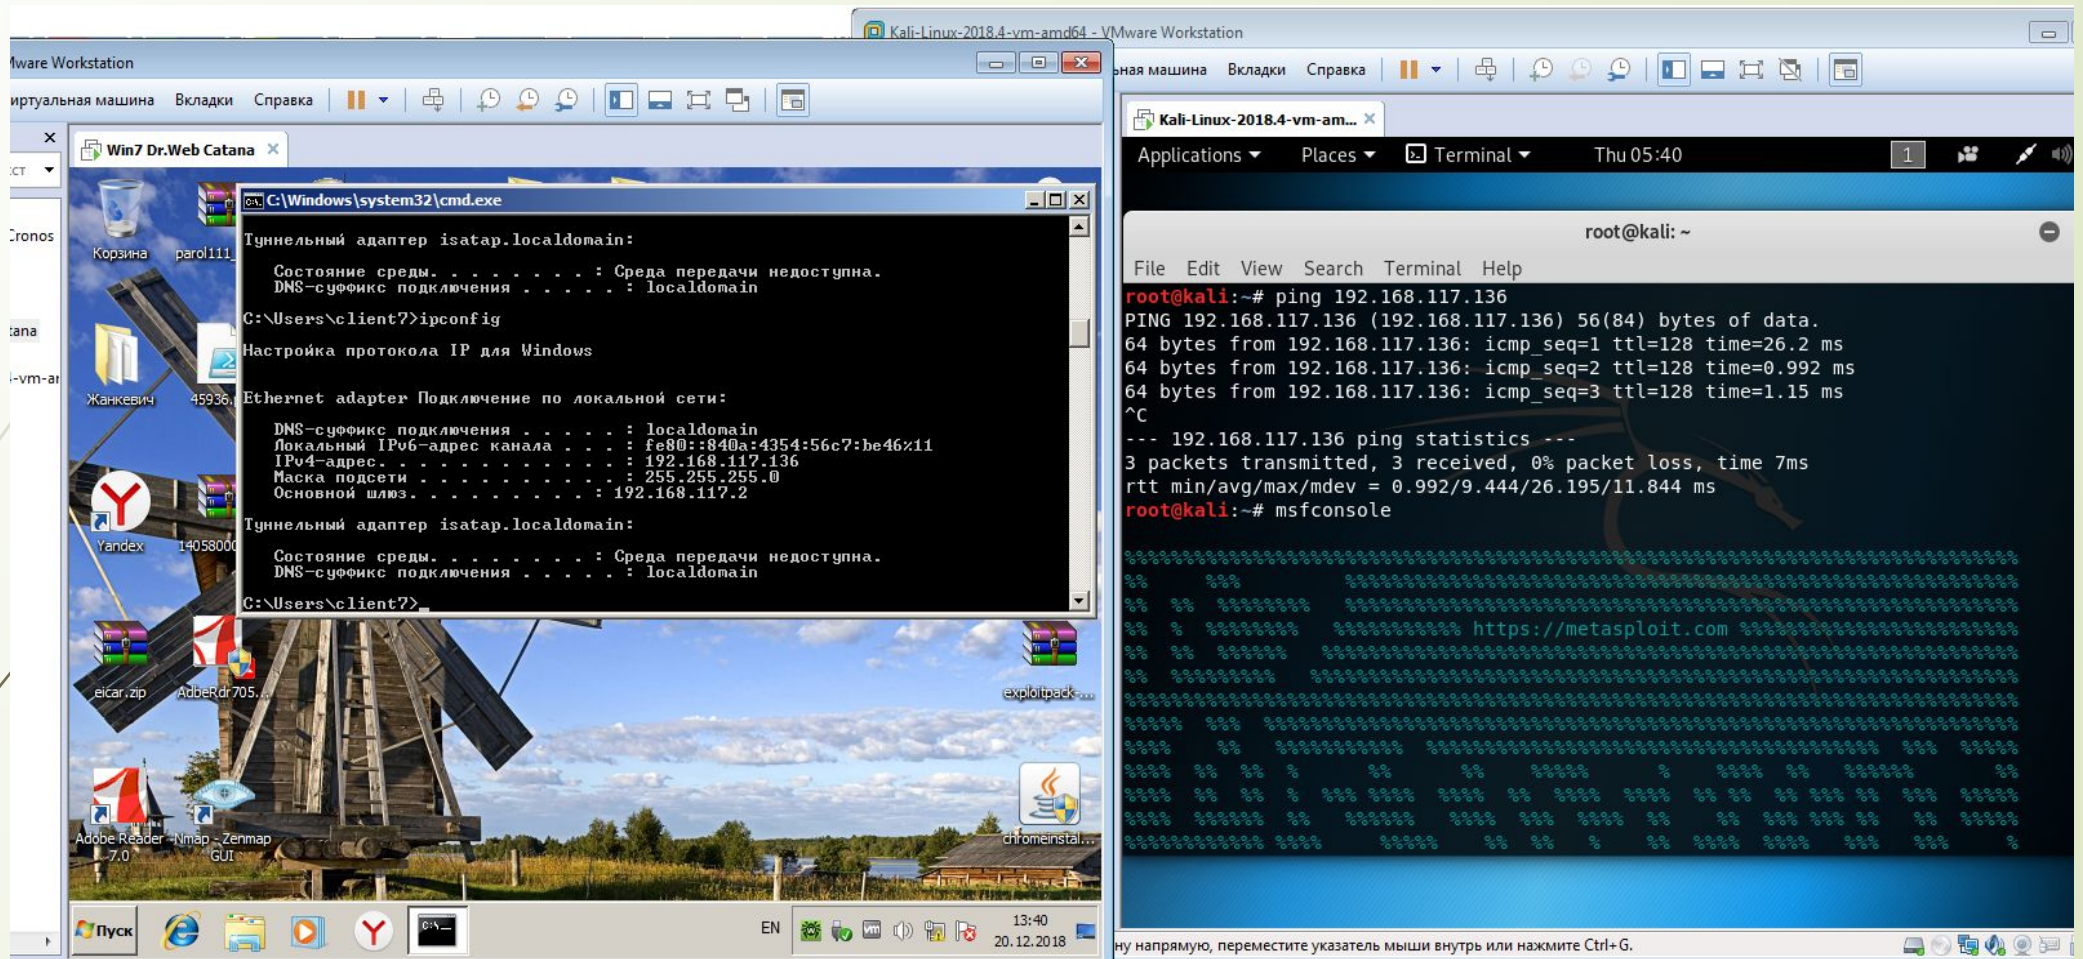 Kali-Linux-2018.4-vm-amd64 - VMware Workstation
Mware Workstation
иртуальная машина Вкладки Справка
ьная машина Вкладки Справка
Win7 Dr.Web Catana
Kali-Linux-2018.4-vm-am...
Applications Places Terminal Thu 05:40 1
Cronos
tana
-vm-ar
Корзина
parol111_
Жанкевич
45936.
Yandex
14058000
eicar.zip
AdbeRdr705...
exploitpack-...
Adobe Reader 7.0
Nmap - Zenmap GUI
chromeinstal...
C:\Windows\system32\cmd.exe
Туннельный адаптер isatap.localdomain:
Состояние среды. . . . . . . . : Среда передачи недоступна.
DNS-суффикс подключения . . . . . : localdomain
C:\Users\client7>ipconfig
Настройка протокола IP для Windows
Ethernet adapter Подключение по локальной сети:
DNS-суффикс подключения . . . . . : localdomain
Локальный IPv6-адрес канала . . . : fe80::840a:4354:56c7:be46%11
IPv4-адрес. . . . . . . . . . . . : 192.168.117.136
Маска подсети . . . . . . . . . . : 255.255.255.0
Основной шлюз. . . . . . . . . : 192.168.117.2
Туннельный адаптер isatap.localdomain:
Состояние среды. . . . . . . . : Среда передачи недоступна.
DNS-суффикс подключения . . . . . : localdomain
C:\Users\client7>_
Пуск
EN
13:40
20.12.2018
root@kali: ~
File Edit View Search Terminal Help
root@kali:~# ping 192.168.117.136
PING 192.168.117.136 (192.168.117.136) 56(84) bytes of data.
64 bytes from 192.168.117.136: icmp_seq=1 ttl=128 time=26.2 ms
64 bytes from 192.168.117.136: icmp_seq=2 ttl=128 time=0.992 ms
64 bytes from 192.168.117.136: icmp_seq=3 ttl=128 time=1.15 ms
^C
--- 192.168.117.136 ping statistics ---
3 packets transmitted, 3 received, 0% packet loss, time 7ms
rtt min/avg/max/mdev = 0.992/9.444/26.195/11.844 ms
root@kali:~# msfconsole
https://metasploit.com
ну напрямую, переместите указатель мыши внутрь или нажмите Ctrl+G.